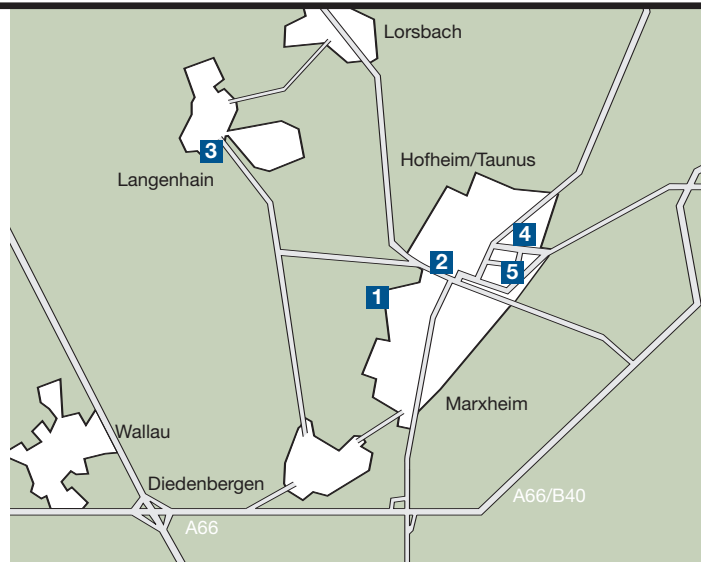 Lorsbach
3
Hofheim/Taunus
Langenhain
4
2
5
1
Marxheim
Wallau
Diedenbergen
A66/B40
A66